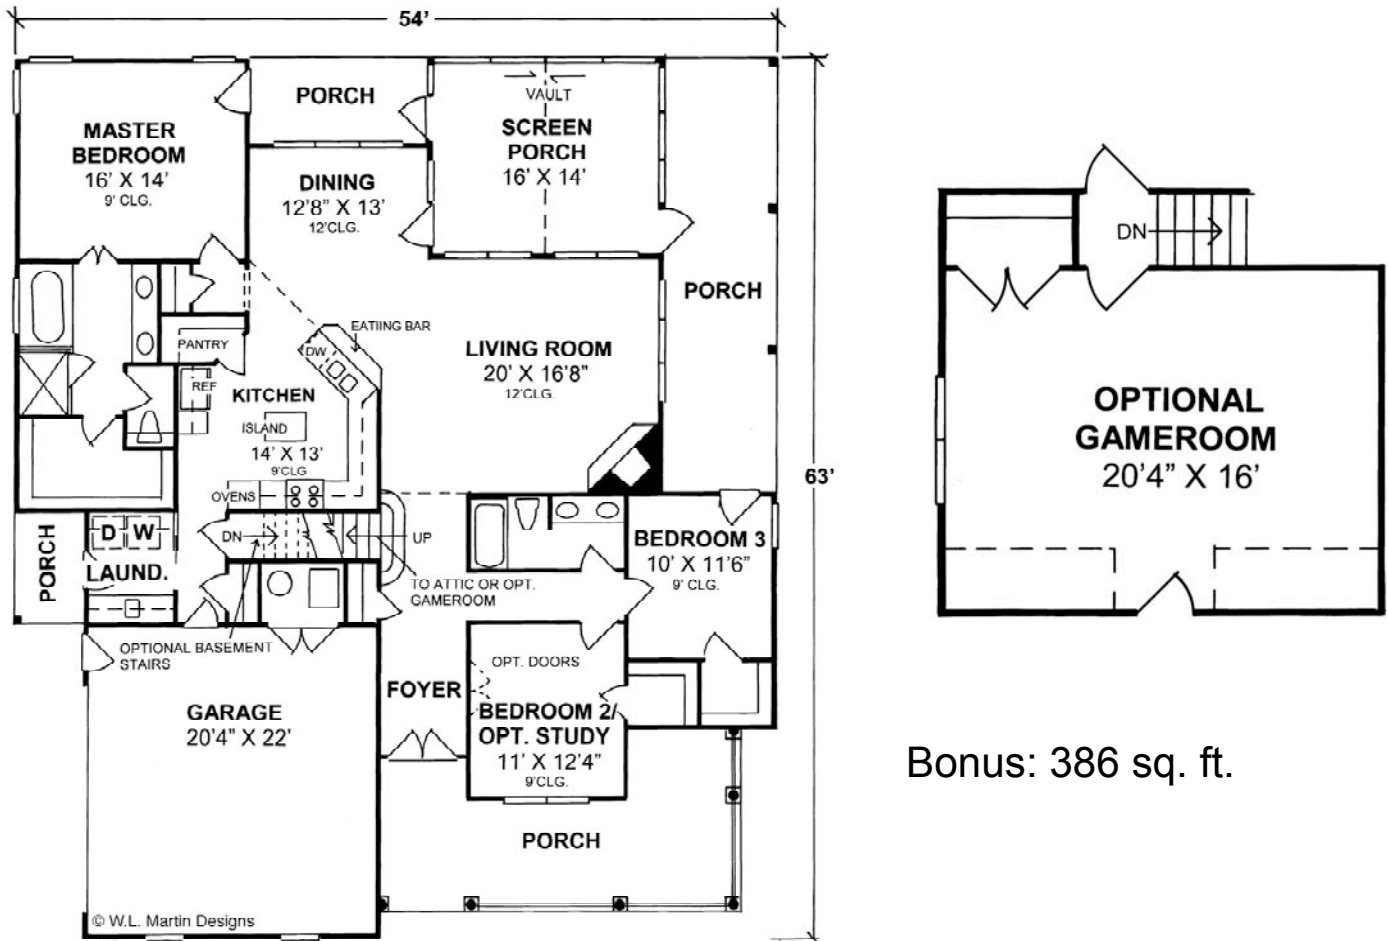 54'
MASTER
BEDROOM
16' X 14'
9' CLG.
PORCH
VAULT
SCREEN
PORCH
16' X 14'
DINING
12'8" X 13'
12'CLG.
PORCH
PANTRY
EATIING BAR
DW
REF
KITCHEN
ISLAND
14' X 13'
9'CLG
OVENS
LIVING ROOM
20' X 16'8"
12'CLG.
63'
PORCH
D W
LAUND.
DN
UP
TO ATTIC OR OPT.
GAMEROOM
OPTIONAL BASEMENT
STAIRS
BEDROOM 3
10' X 11'6"
9' CLG.
GARAGE
20'4" X 22'
FOYER
OPT. DOORS
BEDROOM 2/
OPT. STUDY
11' X 12'4"
9'CLG.
PORCH
© W.L. Martin Designs
DN
OPTIONAL
GAMEROOM
20'4" X 16'
Bonus: 386 sq. ft.